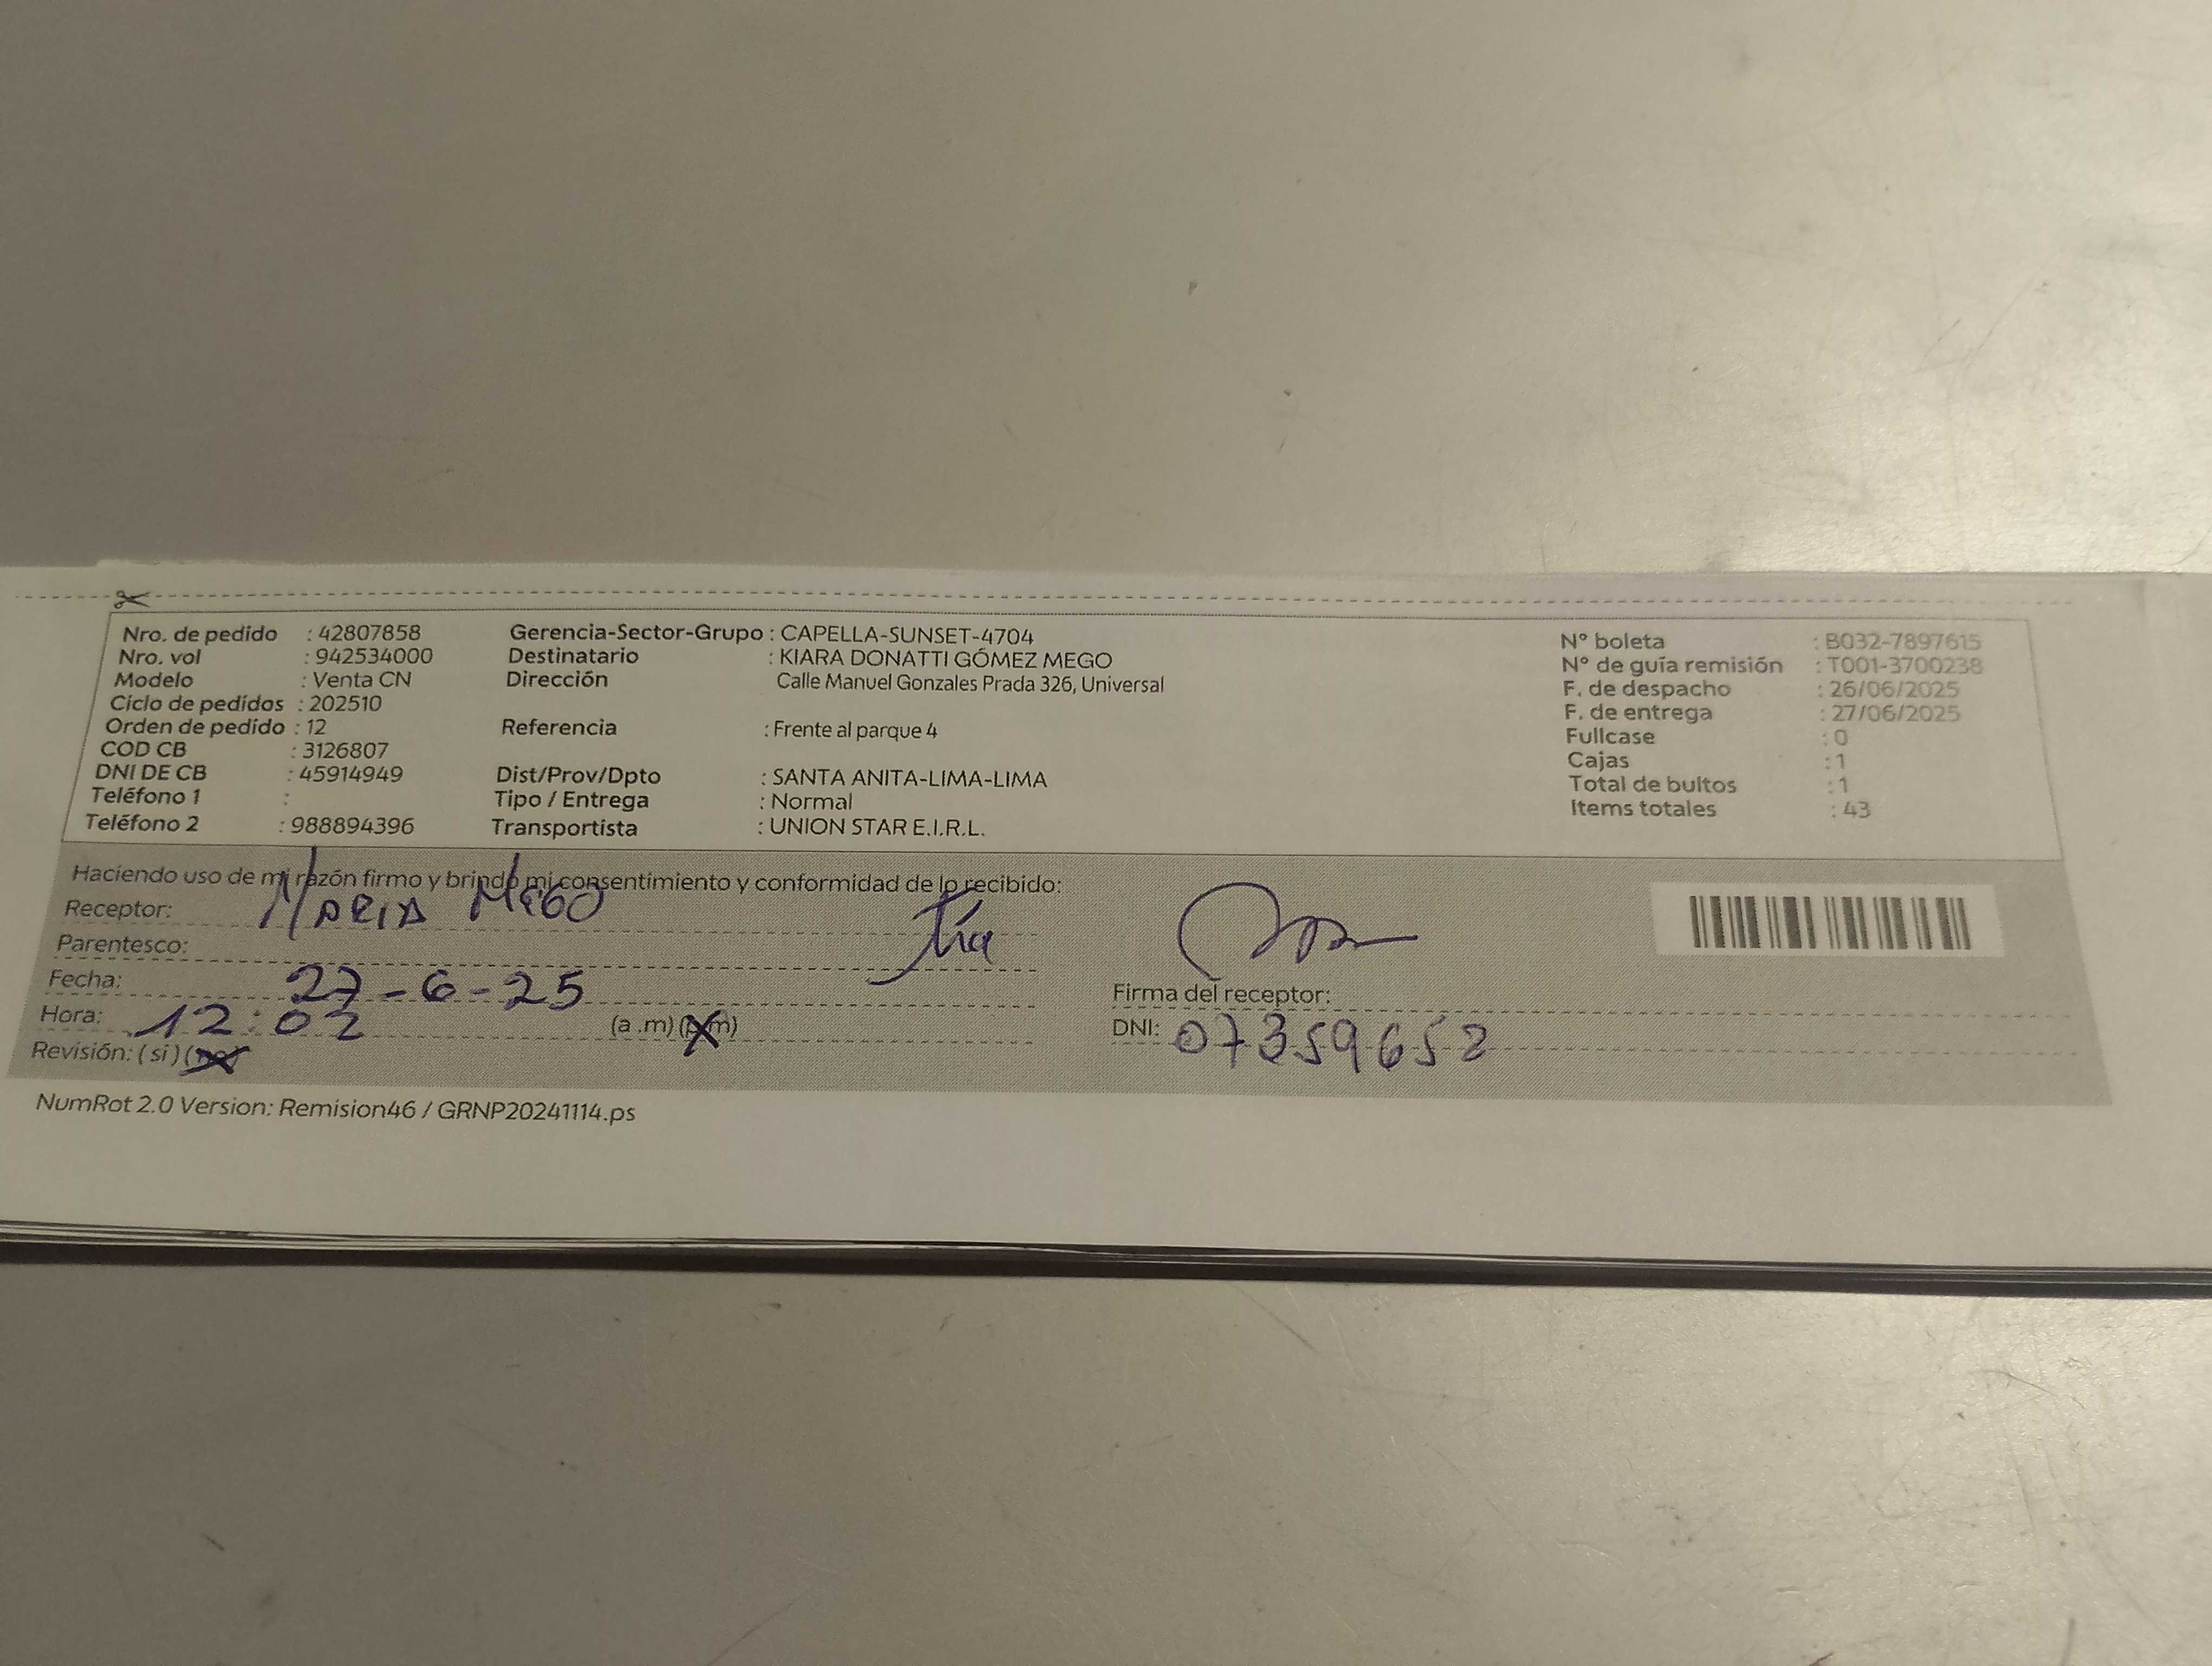 Nro. de pedido : 42807858
Nro. vol : 942534000
Modelo : Venta CN
Ciclo de pedidos : 202510
Orden de pedido : 12
COD CB : 3126807
DNI DE CB : 45914949
Teléfono 1 :
Teléfono 2 : 988894396
Gerencia-Sector-Grupo : CAPELLA-SUNSET-4704
Destinatario : KIARA DONATTI GÓMEZ MEGO
Dirección Calle Manuel Gonzales Prada 326, Universal
Referencia : Frente al parque 4
Dist/Prov/Dpto : SANTA ANITA-LIMA-LIMA
Tipo / Entrega : Normal
Transportista : UNION STAR E.I.R.L.
N° boleta : B032-7897615
N° de guía remisión : T001-3700238
F. de despacho : 26/06/2025
F. de entrega : 27/06/2025
Fullcase : 0
Cajas : 1
Total de bultos : 1
Items totales : 43
Haciendo uso de mi razón firmo y brindo mi consentimiento y conformidad de lo recibido:
Receptor: MARIA MEGO
Parentesco: tía
Fecha: 27-6-25
Hora: 12:02 (a.m) (p.m)
Revisión: (si) (no)
Firma del receptor:
DNI: 07359652
NumRot 2.0 Version: Remision46 / GRNP20241114.ps